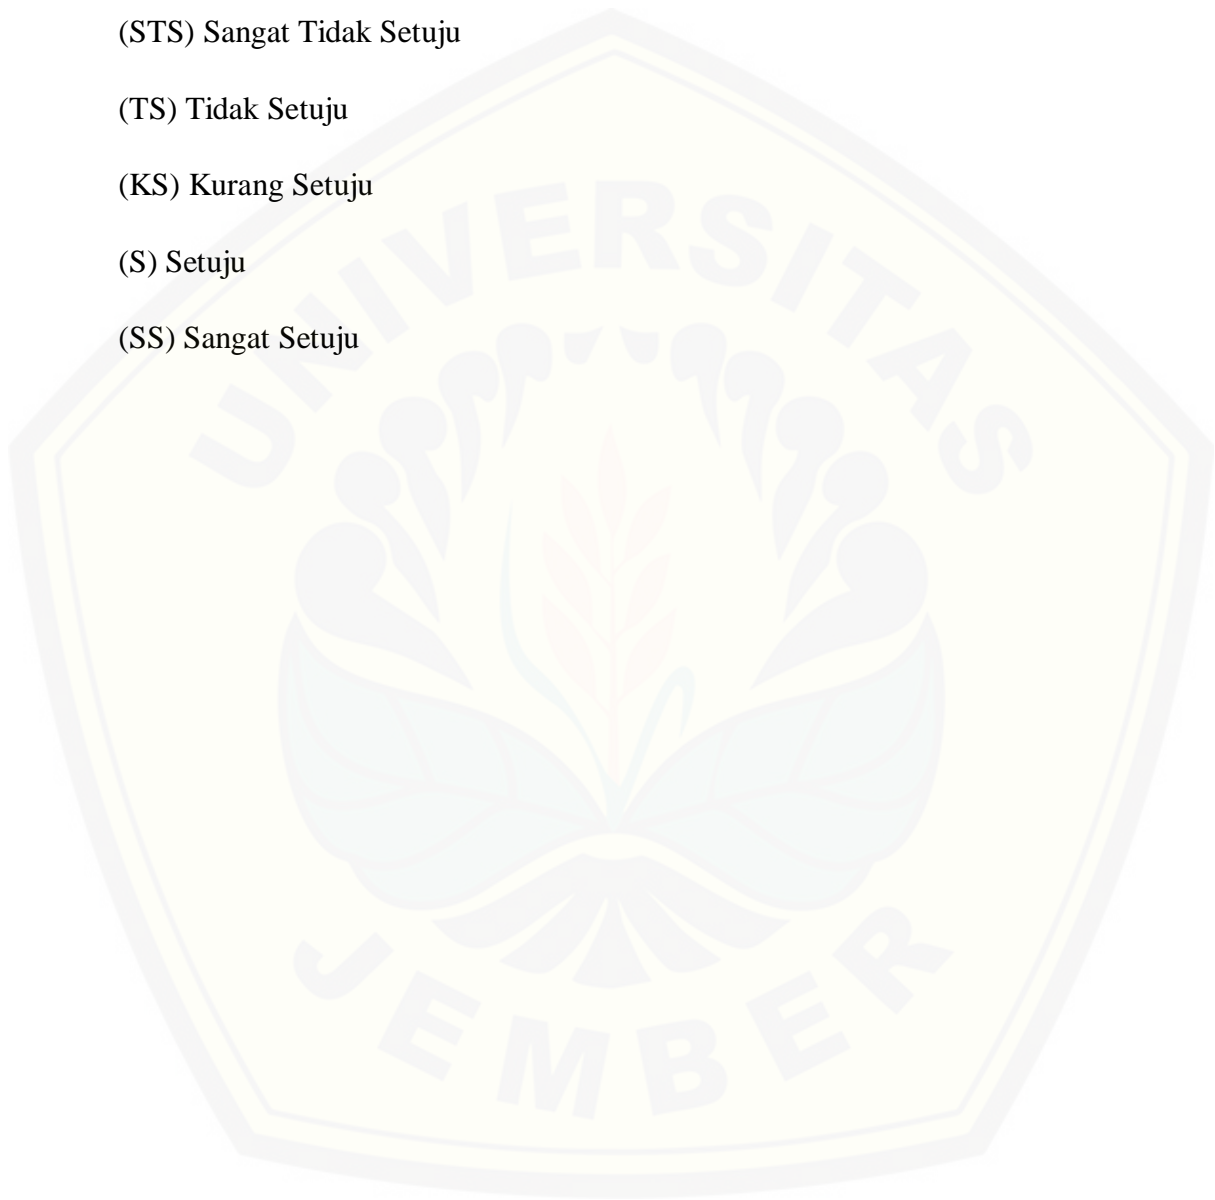 (STS) Sangat Tidak Setuju
(TS) Tidak Setuju
(KS) Kurang Setuju
(S) Setuju
(SS) Sangat Setuju
UNIVERSITAS
JEMBER